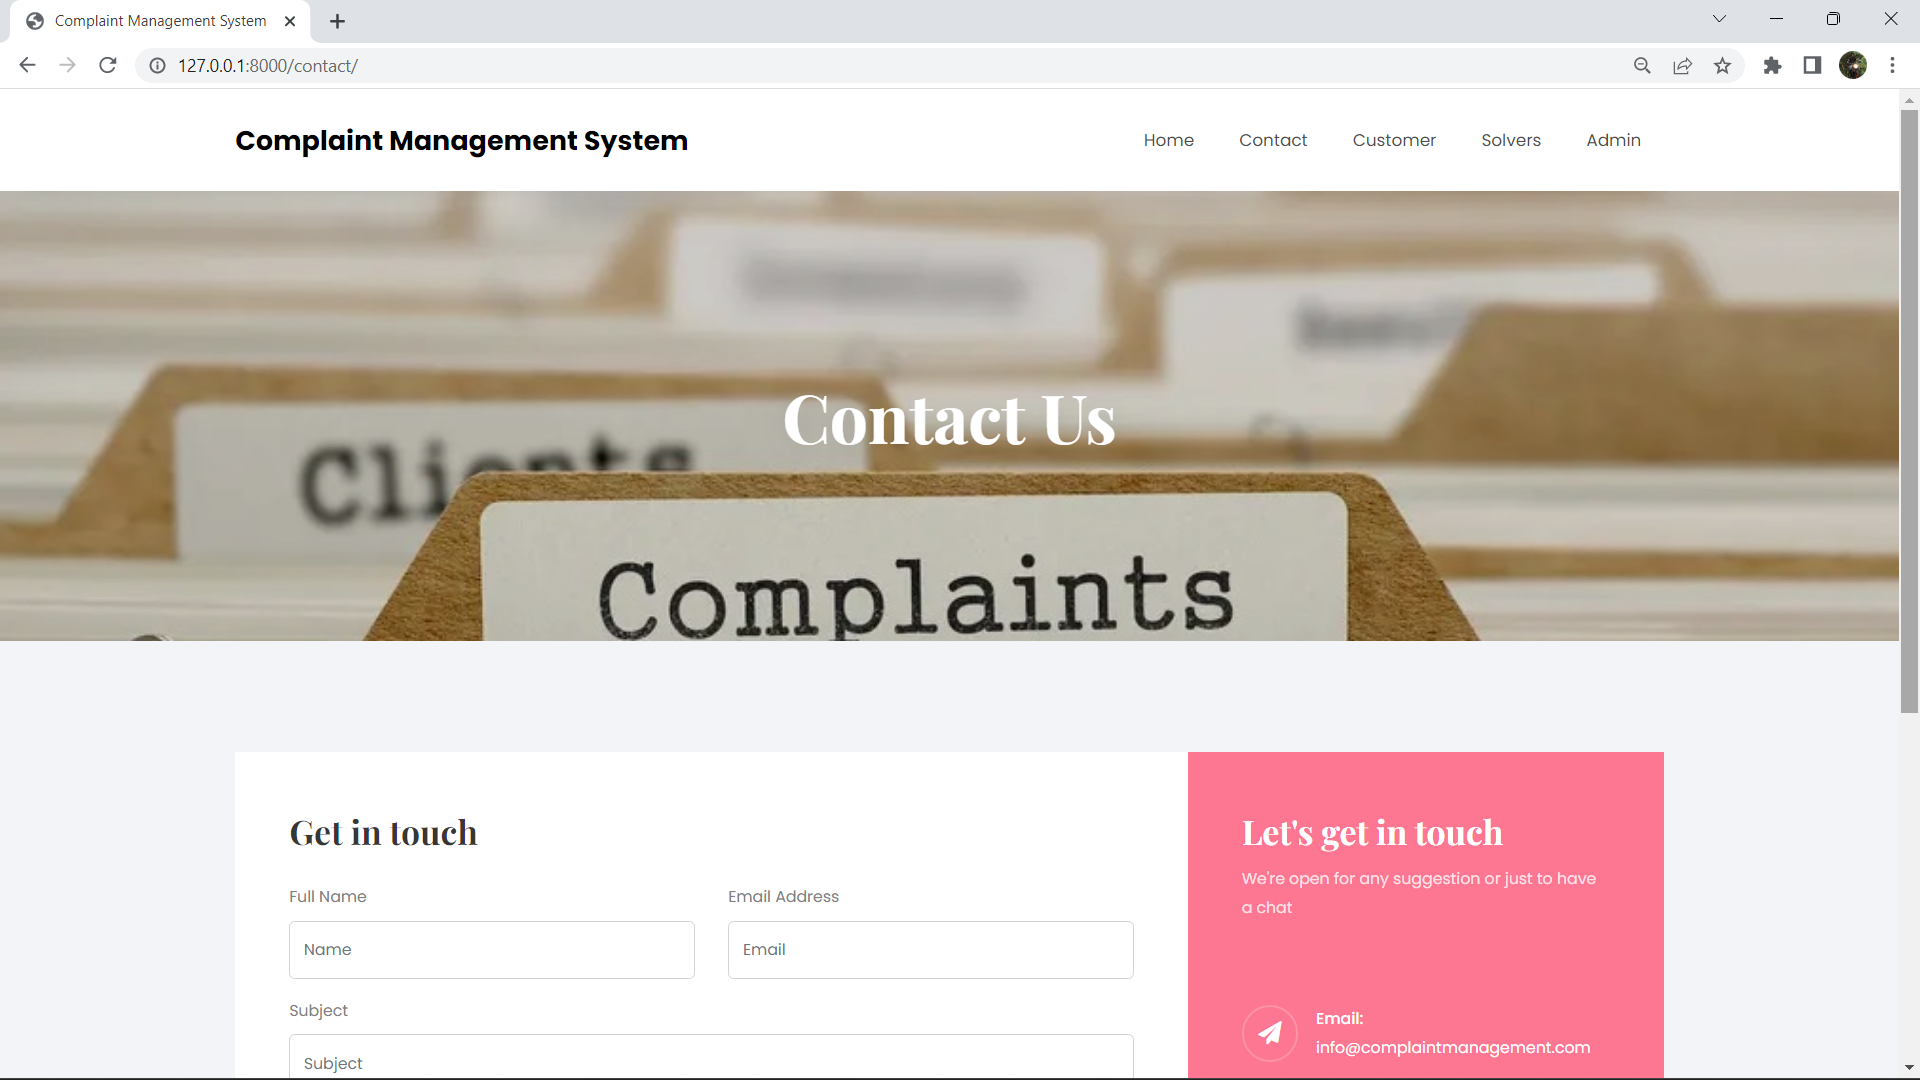 Complaint Management System
127.0.0.1:8000/contact/
Complaint Management System
Home Contact Customer Solvers Admin
Contact Us
Clients
Complaints
Get in touch
Full Name
Email Address
Name
Email
Subject
Subject
Let's get in touch
We're open for any suggestion or just to have
a chat
Email:
info@complaintmanagement.com